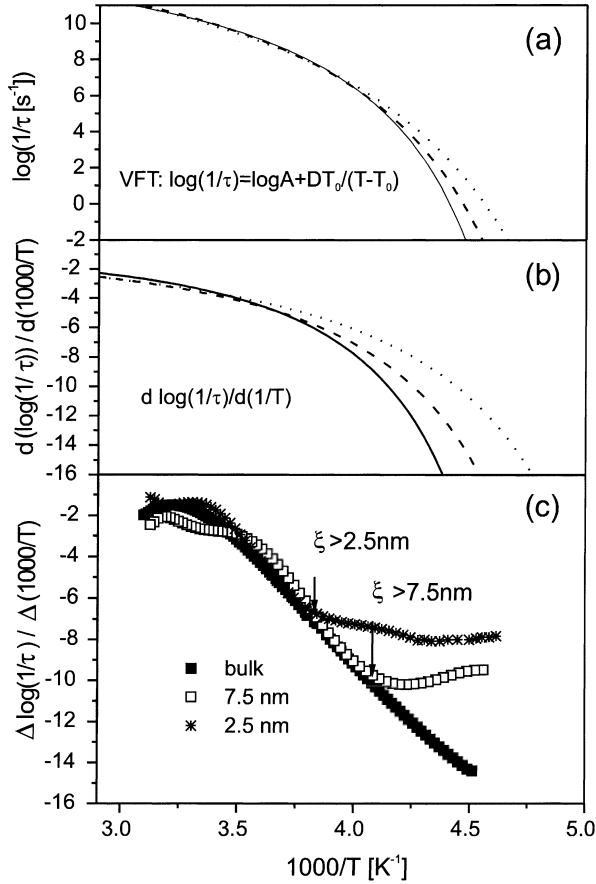 10
8
6
4
2
0
-2
log(1/τ [s⁻¹])
(a)
VFT: log(1/τ)=logA+DT₀/(T-T₀)
-2
-4
-6
-8
-10
-12
-14
-16
d(log(1/ τ)) / d(1000/T)
(b)
d log(1/τ)/d(1/T)
-2
-4
-6
-8
-10
-12
-14
-16
Δ log(1/τ) / Δ (1000/T)
(c)
ξ >2.5nm
ξ >7.5nm
bulk
7.5 nm
2.5 nm
3.0 3.5 4.0 4.5 5.0
1000/T [K⁻¹]